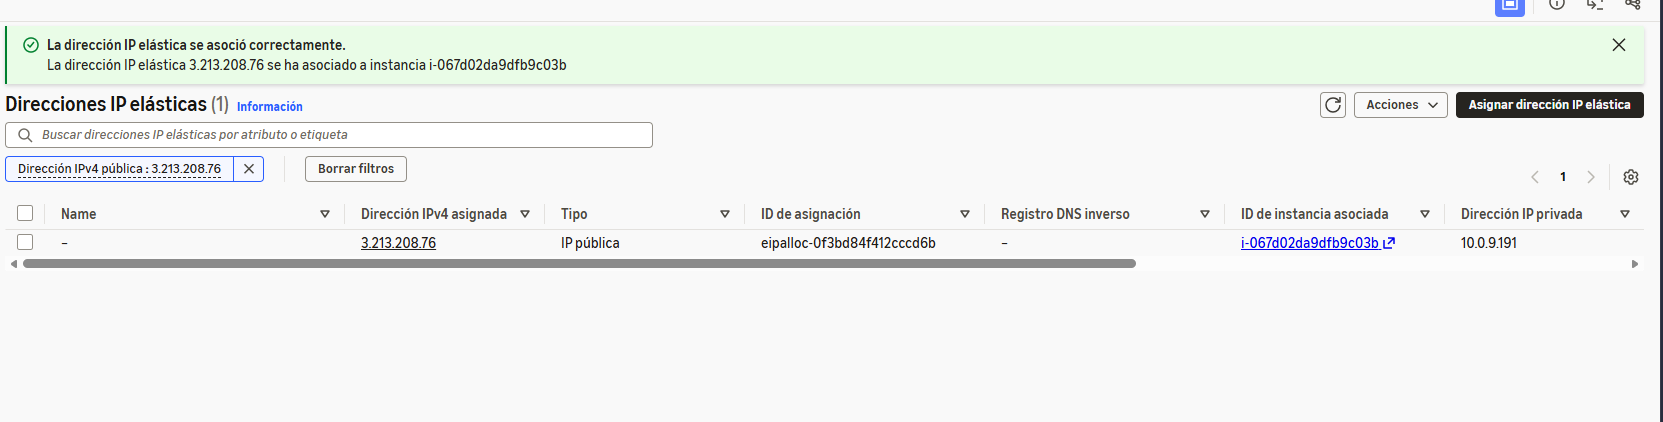 La dirección IP elástica se asoció correctamente.
La dirección IP elástica 3.213.208.76 se ha asociado a instancia i-067d02da9dfb9c03b
Direcciones IP elásticas (1) Información
Acciones
Asignar dirección IP elástica
Buscar direcciones IP elásticas por atributo o etiqueta
Dirección IPv4 pública : 3.213.208.76
Borrar filtros
1
Name Dirección IPv4 asignada Tipo ID de asignación Registro DNS inverso ID de instancia asociada Dirección IP privada
– 3.213.208.76 IP pública eipalloc-0f3bd84f412cccd6b – i-067d02da9dfb9c03b 10.0.9.191